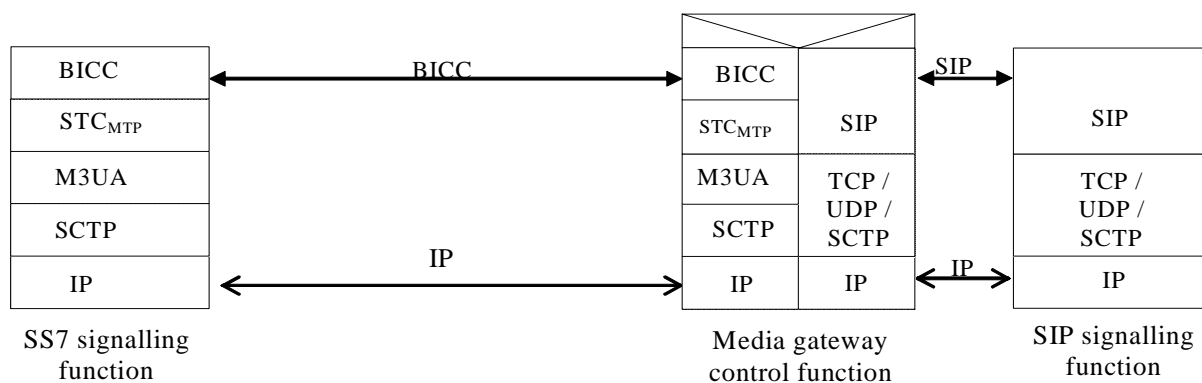 BICC
STC_MTP
M3UA
SCTP
IP
SS7 signalling
function
BICC
IP
BICC
STC_MTP
M3UA
SCTP
IP
SIP
TCP /
UDP /
SCTP
IP
Media gateway
control function
SIP
IP
SIP
TCP /
UDP /
SCTP
IP
SIP signalling
function